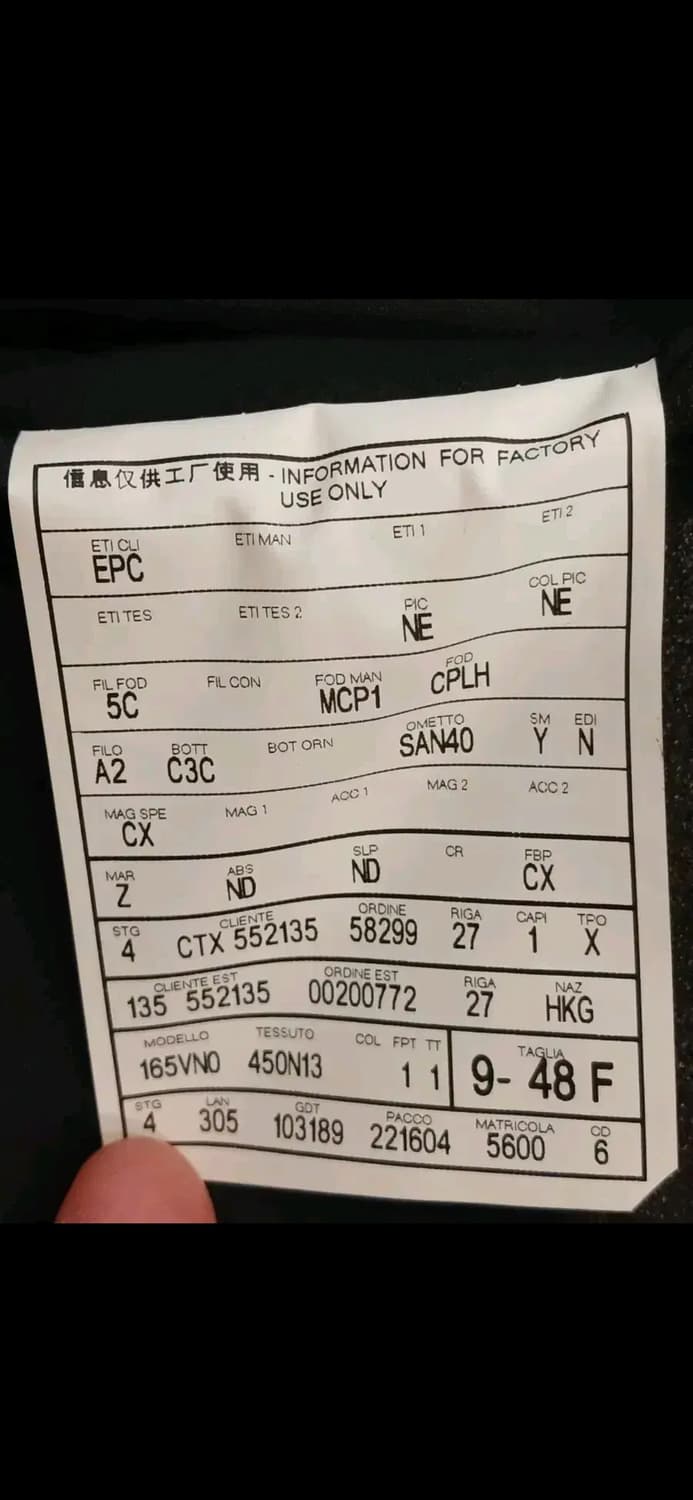 信息仅供工厂使用 - INFORMATION FOR FACTORY
USE ONLY
ETI CLI ETI MAN ETI 1 ETI 2
EPC
ETI TES ETI TES 2 PIC COL PIC
NE NE
FIL FOD FIL CON FOD MAN FOD
5C MCP1 CPLH
FILO BOTT BOT ORN OMETTO SM EDI
A2 C3C SAN40 Y N
MAG SPE MAG 1 ACC 1 MAG 2 ACC 2
CX
MAR ABS SLP CR FBP
Z ND ND CX
STG CLIENTE ORDINE RIGA CAPI TPO
4 CTX 552135 58299 27 1 X
CLIENTE EST ORDINE EST RIGA NAZ
135 552135 00200772 27 HKG
MODELLO TESSUTO COL FPT TT TAGLIA
165VN0 450N13 1 1 9- 48 F
STG LAN GDT PACCO MATRICOLA CD
4 305 103189 221604 5600 6